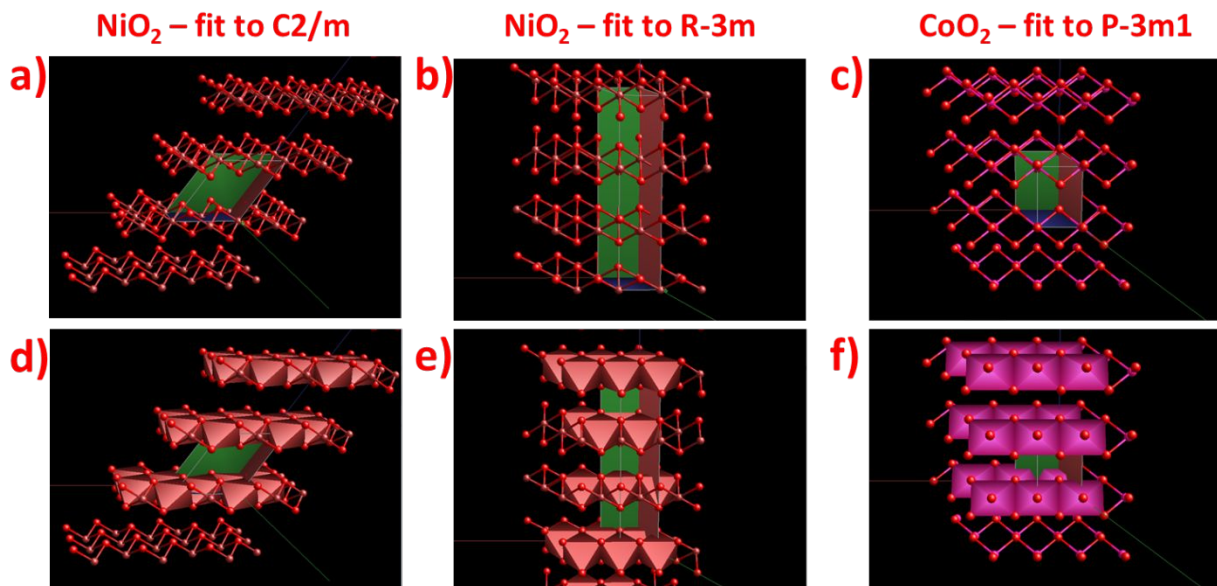 NiO₂ – fit to C2/m
NiO₂ – fit to R-3m
CoO₂ – fit to P-3m1
a)
b)
c)
d)
e)
f)